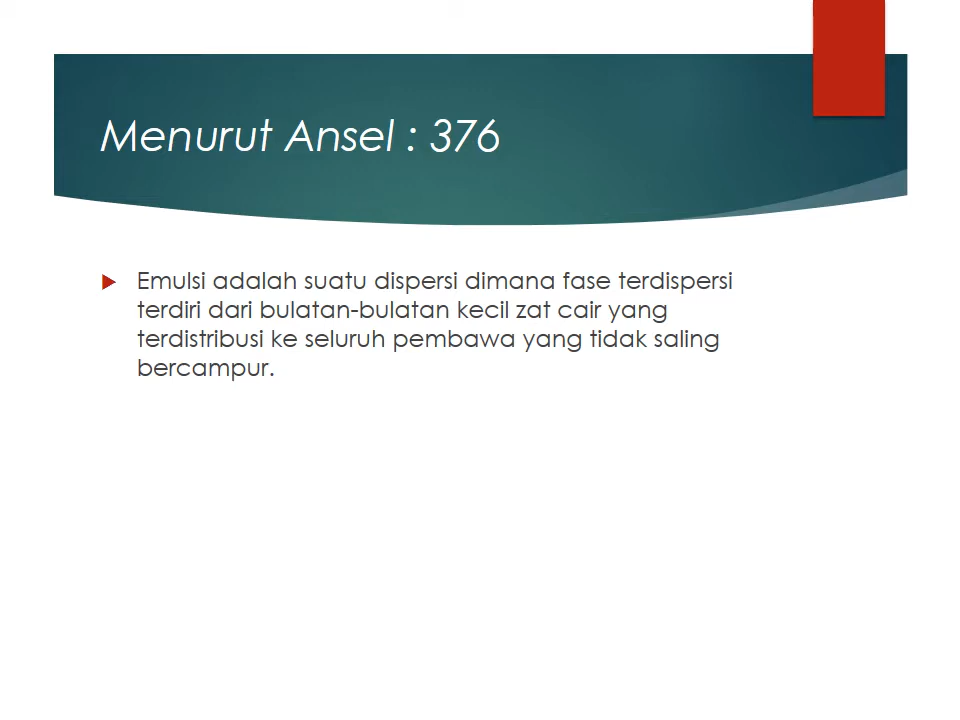 Menurut Ansel : 376
Emulsi adalah suatu dispersi dimana fase terdispersi
terdiri dari bulatan-bulatan kecil zat cair yang
terdistribusi ke seluruh pembawa yang tidak saling
bercampur.